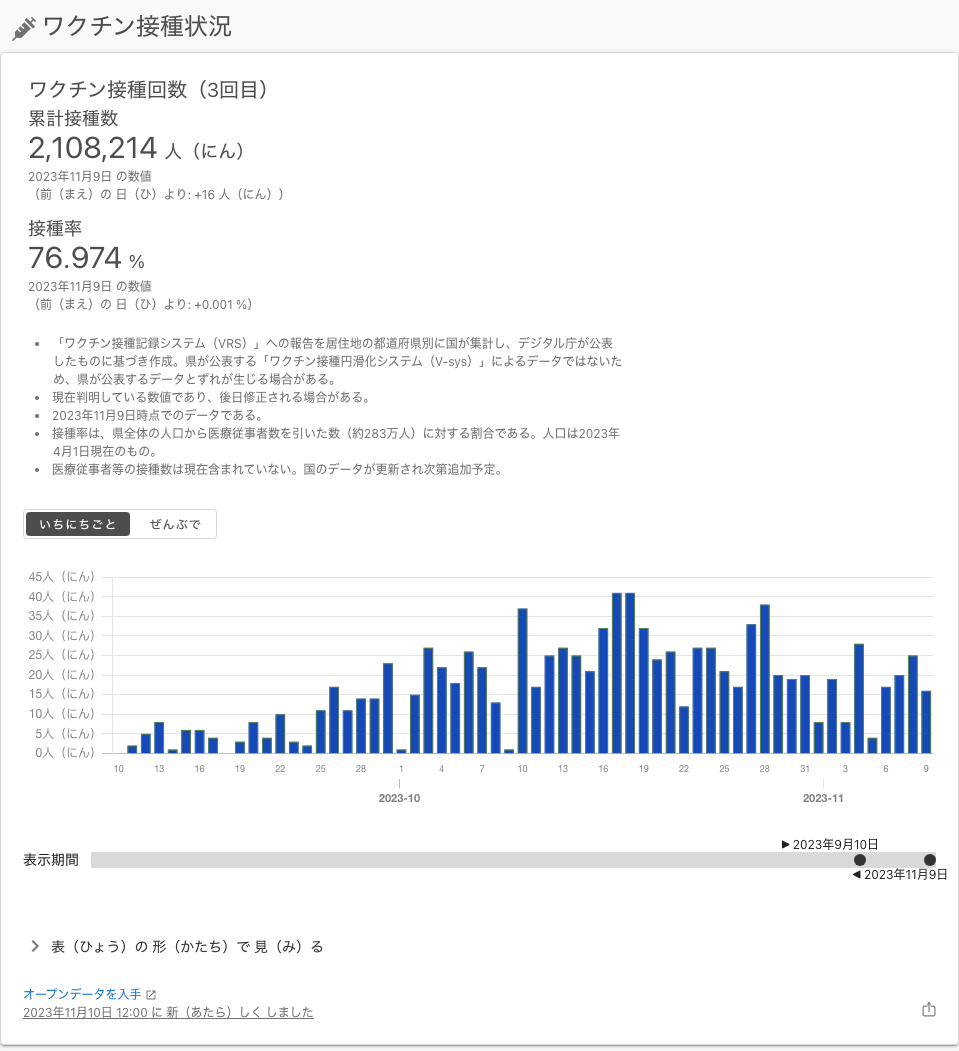 ワクチン接種状況
ワクチン接種回数（3回目）
累計接種数
2,108,214 人（にん）
2023年11月9日 の数値
（前（まえ）の 日（ひ）より: +16 人（にん））
接種率
76.974 %
2023年11月9日 の数値
（前（まえ）の 日（ひ）より: +0.001 %）
「ワクチン接種記録システム（VRS）」への報告を居住地の都道府県別に国が集計し、デジタル庁が公表
したものに基づき作成。県が公表する「ワクチン接種円滑化システム（V-sys）」によるデータではないた
め、県が公表するデータとずれが生じる場合がある。
現在判明している数値であり、後日修正される場合がある。
2023年11月9日時点でのデータである。
接種率は、県全体の人口から医療従事者数を引いた数（約283万人）に対する割合である。人口は2023年
4月1日現在のもの。
医療従事者等の接種数は現在含まれていない。国のデータが更新され次第追加予定。
いちにちごと ぜんぶで
45人（にん）
40人（にん）
35人（にん）
30人（にん）
25人（にん）
20人（にん）
15人（にん）
10人（にん）
5人（にん）
0人（にん）
10 13 16 19 22 25 28 1 4 7 10 13 16 19 22 25 28 31 3 6 9
2023-10 2023-11
2023年9月10日
表示期間
2023年11月9日
表（ひょう）の 形（かたち）で 見（み）る
オープンデータを入手
2023年11月10日 12:00 に 新（あたら）しく しました